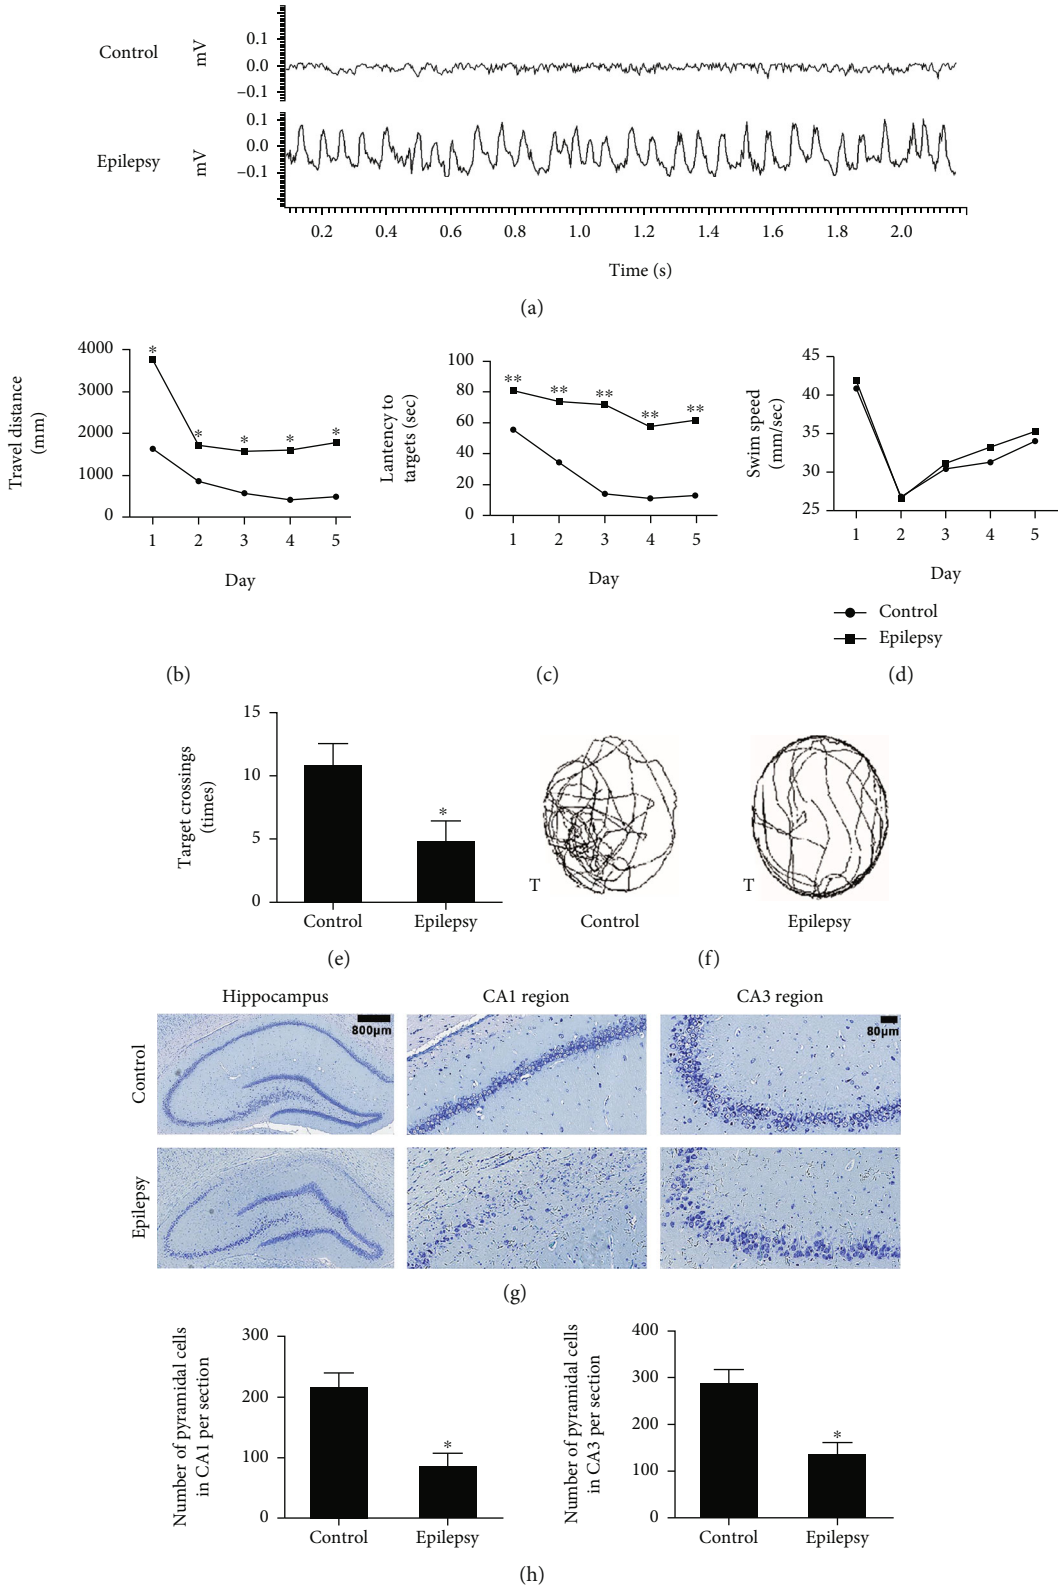 Control
mV
0.1
0.0
−0.1
Epilepsy
mV
0.1
0.0
−0.1
0.2 0.4 0.6 0.8 1.0 1.2 1.4 1.6 1.8 2.0
Time (s)
(a)
Travel distance
(mm)
4000
3000
2000
1000
0
* * * * *
1 2 3 4 5
Day
(b)
Lantency to
targets (sec)
100
80
60
40
20
0
** ** ** ** **
1 2 3 4 5
Day
(c)
Swim speed
(mm/sec)
45
40
35
30
25
1 2 3 4 5
Day
Control
Epilepsy
(d)
Target crossings
(times)
15
10
5
0
*
Control Epilepsy
(e)
T
Control
T
Epilepsy
(f)
Hippocampus CA1 region CA3 region
Control
800µm
80µm
Epilepsy
(g)
Number of pyramidal cells
in CA1 per section
300
200
100
0
*
Control Epilepsy
Number of pyramidal cells
in CA3 per section
400
300
200
100
0
*
Control Epilepsy
(h)